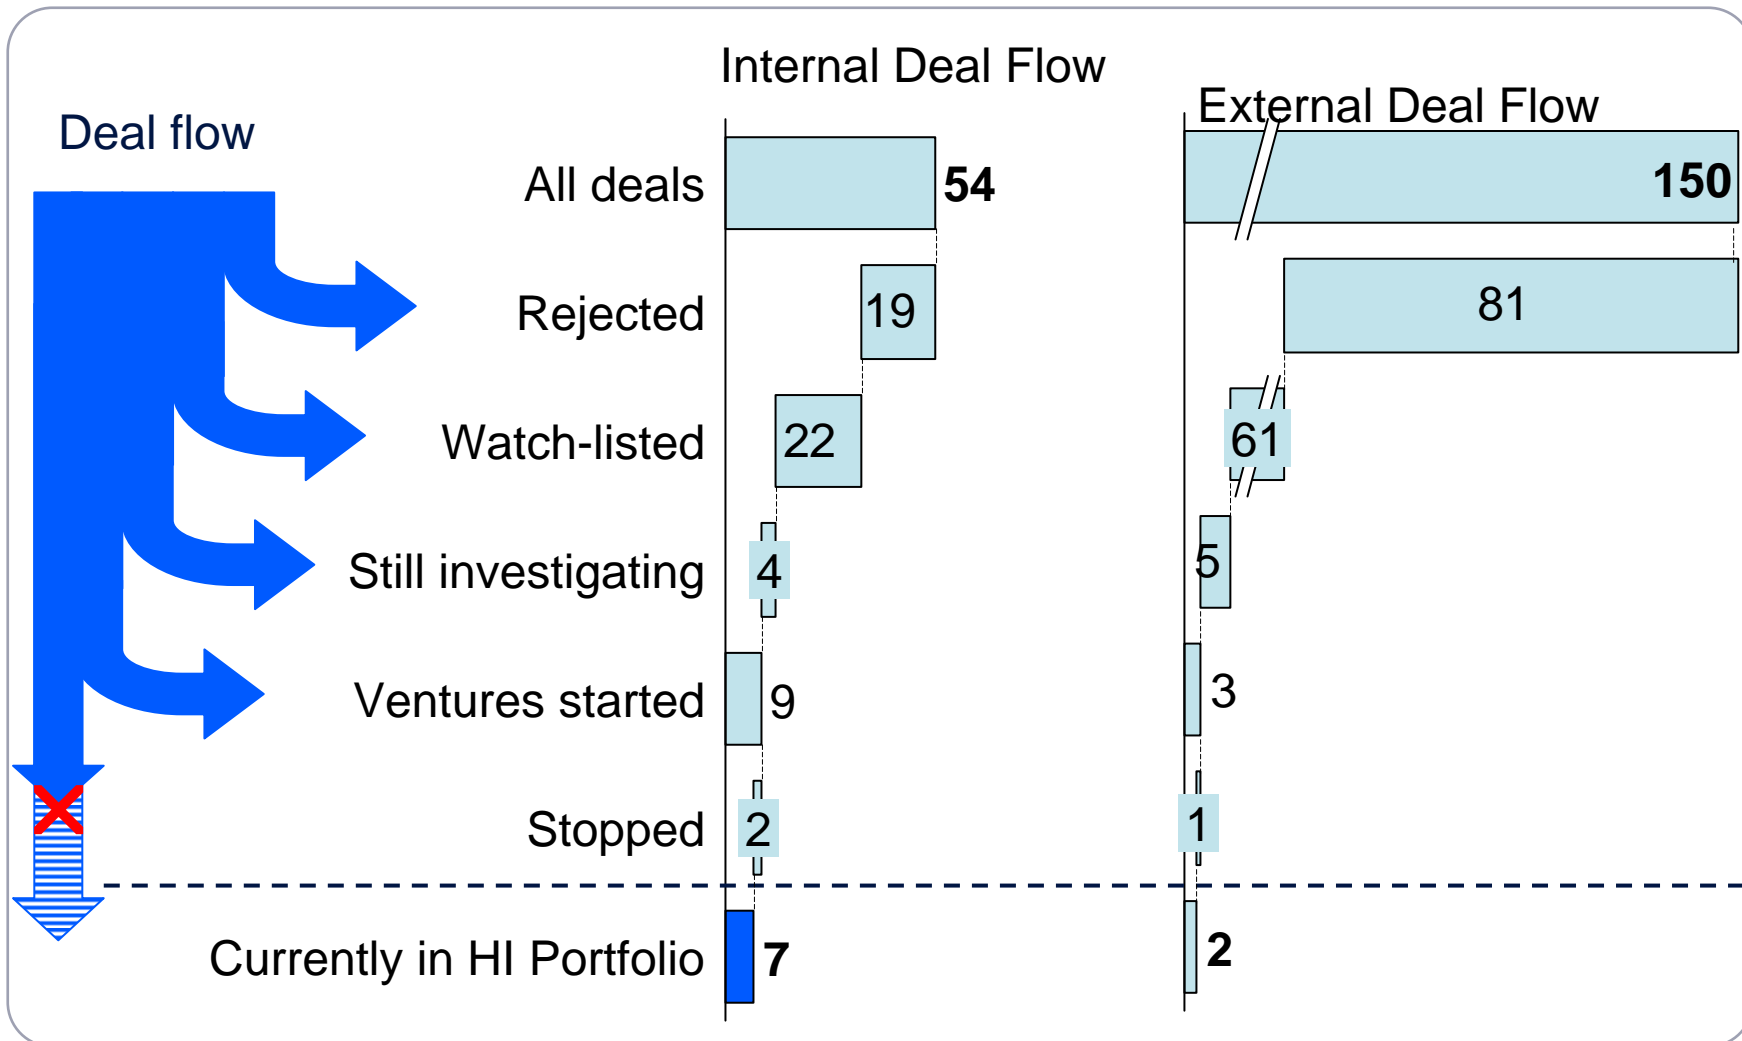 Internal Deal Flow
External Deal Flow
Deal flow
All deals 54 150
Rejected 19 81
Watch-listed 22 61
Still investigating 4 5
Ventures started 9 3
Stopped 2 1
Currently in HI Portfolio 7 2